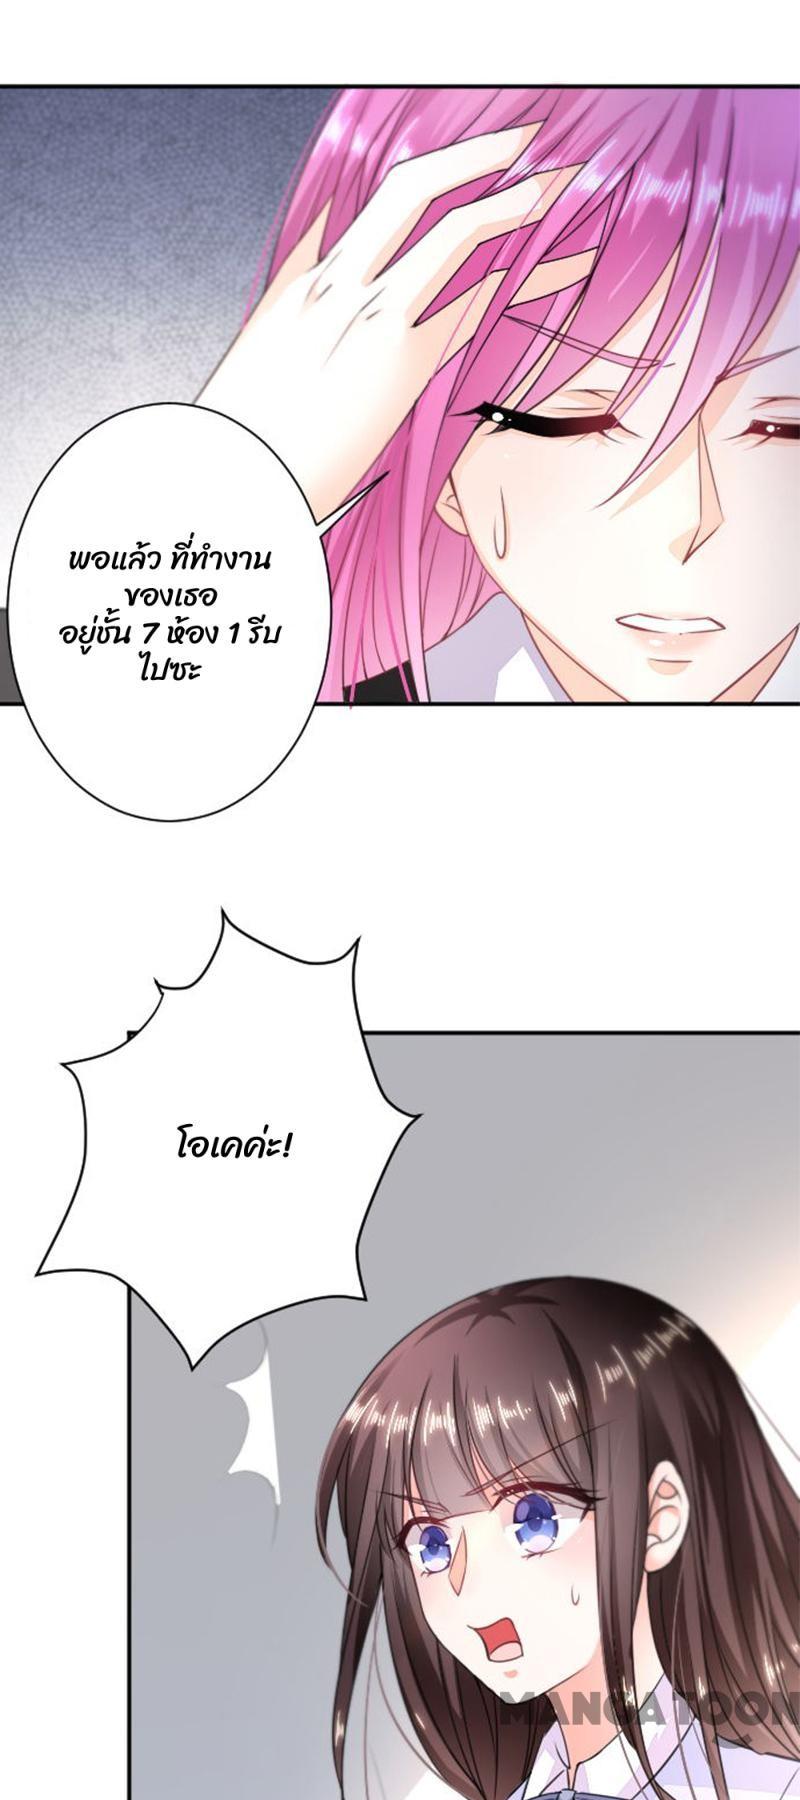 พอแล้ว ที่ทำงาน
ของเธอ
อยู่ชั้น 7 ห้อง 1 รีบ
ไปซะ
โอเคค่ะ!
MANGATOON